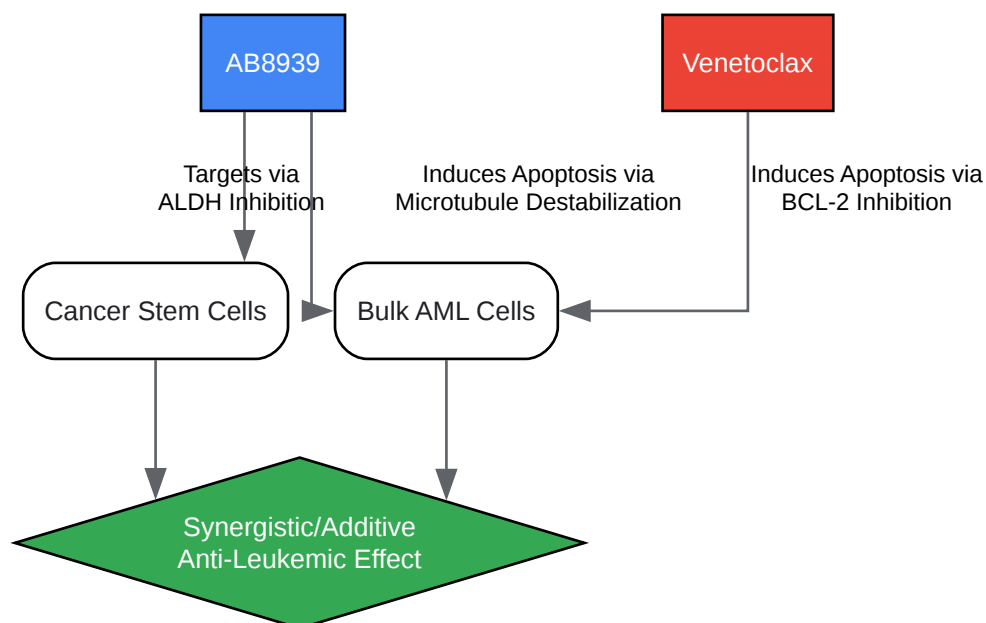 AB8939
Venetoclax
Targets via
ALDH Inhibition
Induces Apoptosis via
Microtubule Destabilization
Induces Apoptosis via
BCL-2 Inhibition
Cancer Stem Cells
Bulk AML Cells
Synergistic/Additive
Anti-Leukemic Effect